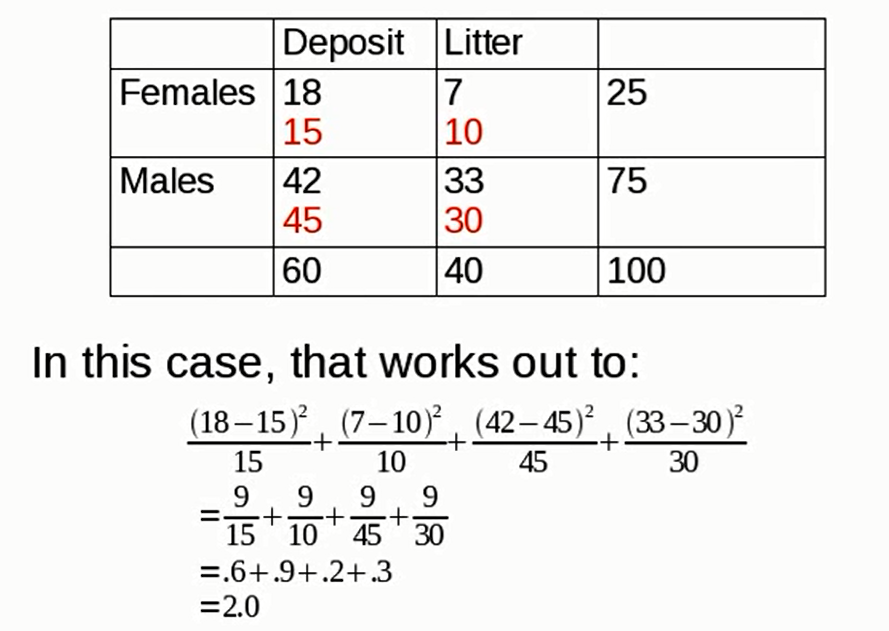 Deposit Litter
Females 18 7 25
15 10
Males 42 33 75
45 30
60 40 100
In this case, that works out to:
(18−15)²/15 + (7−10)²/10 + (42−45)²/45 + (33−30)²/30
=9/15+9/10+9/45+9/30
=.6+.9+.2+.3
=2.0